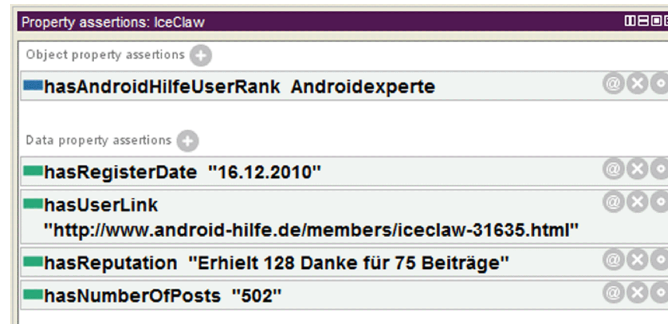 Property assertions: IceClaw
Object property assertions
hasAndroidHilfeUserRank Androidexperte
Data property assertions
hasRegisterDate "16.12.2010"
hasUserLink
"http://www.android-hilfe.de/members/iceclaw-31635.html"
hasReputation "Erhielt 128 Danke für 75 Beiträge"
hasNumberOfPosts "502"